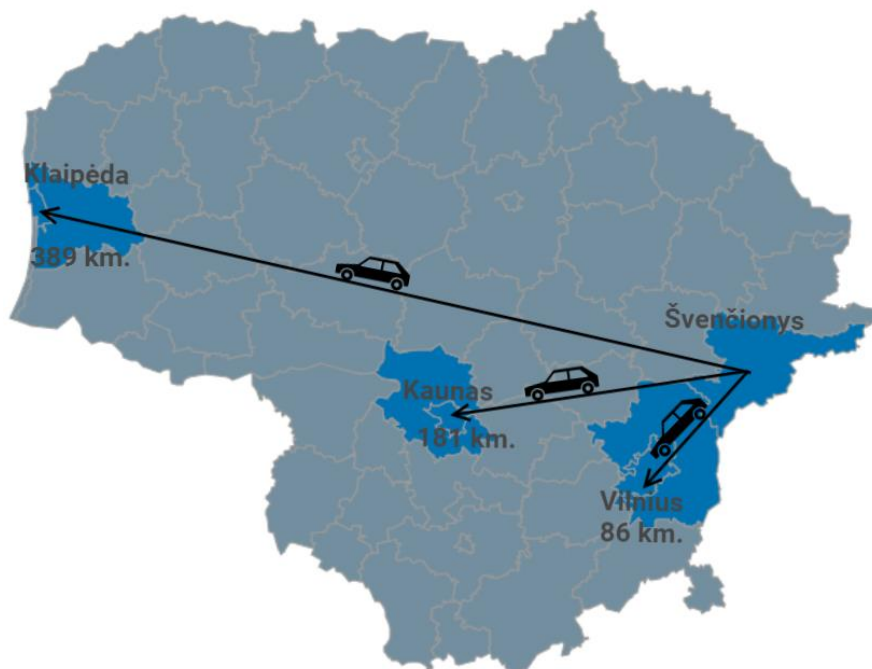 Klaipėda
389 km.
Švenčionys
Kaunas
181 km.
Vilnius
86 km.